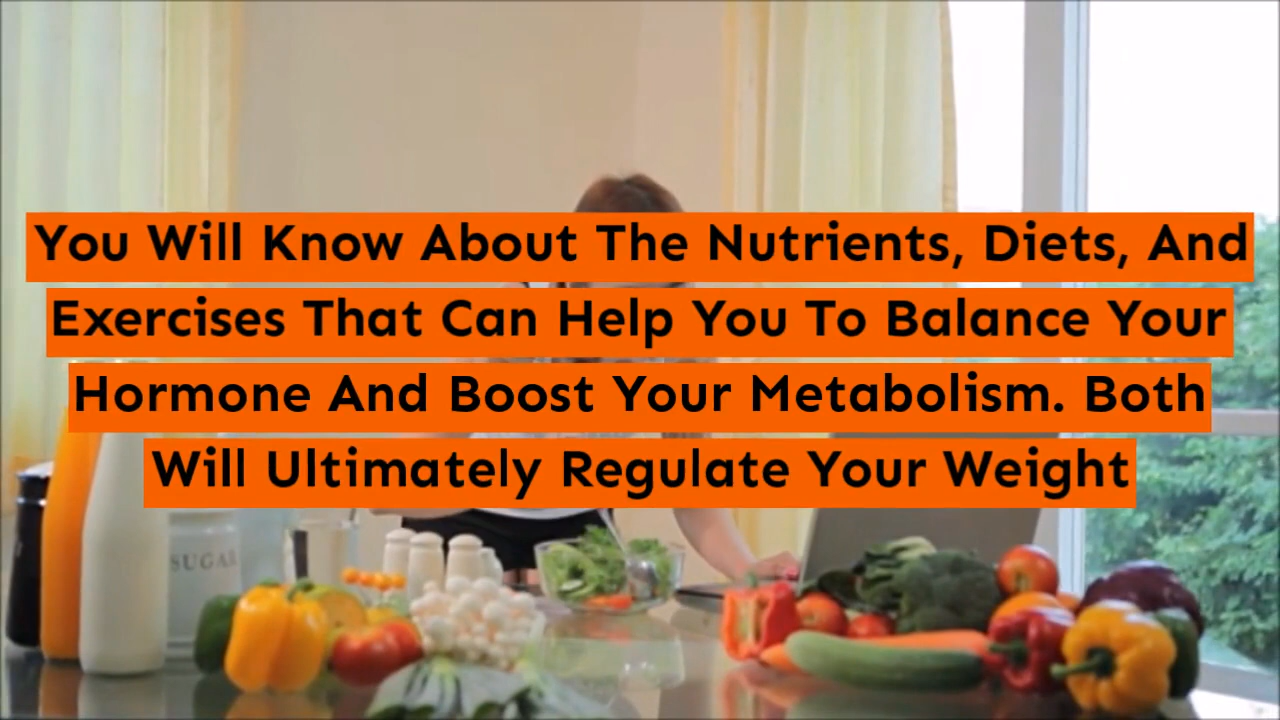 You Will Know About The Nutrients, Diets, And
Exercises That Can Help You To Balance Your
Hormone And Boost Your Metabolism. Both
Will Ultimately Regulate Your Weight
SUGAR